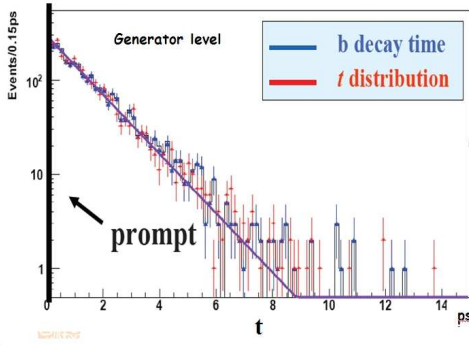 Generator level
b decay time
t distribution
Events/0.15ps
10²
10
1
prompt
0 2 4 6 8 10 12 14 ps
t